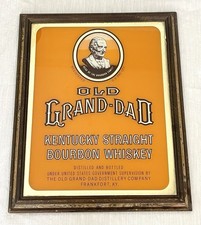 OLD
GRAND-DAD
KENTUCKY STRAIGHT
BOURBON WHISKEY
DISTILLED AND BOTTLED
UNDER UNITED STATES GOVERNMENT SUPERVISION BY
THE OLD GRAND-DAD DISTILLERY COMPANY
FRANKFORT, KY.